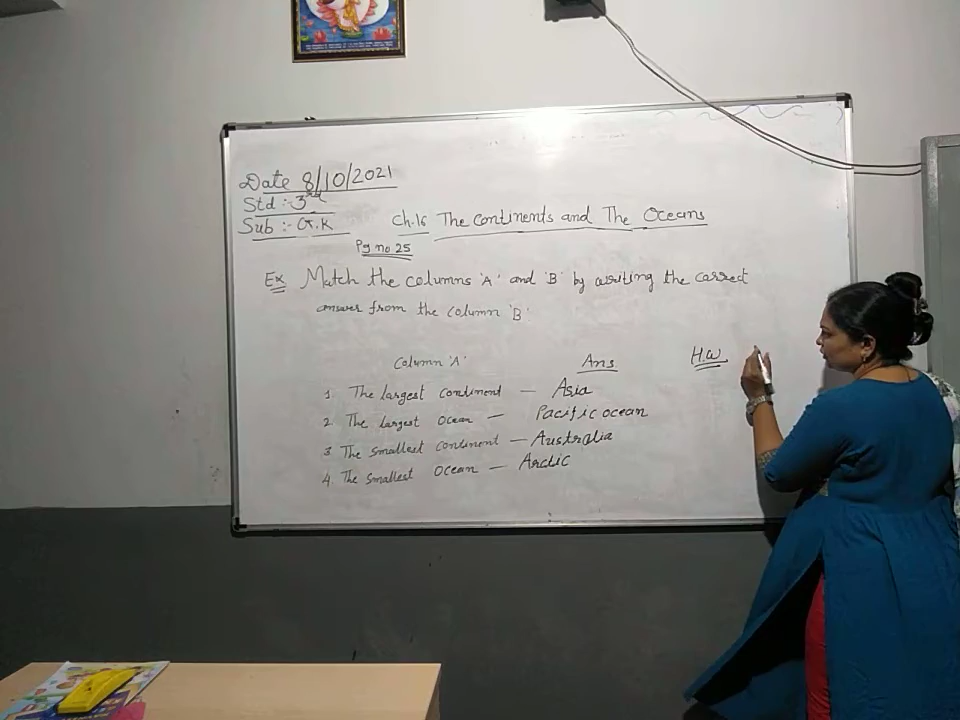 Date 8/10/2021
Std :- 3rd
Sub :- G.K
Ch.16 The Continents and The Oceans
Pg no 25
Ex Match the columns 'A' and 'B' by writing the correct
answer from the column 'B'.
Column 'A' Ans H.W
1. The largest continent — Asia
2. The largest ocean — Pacific ocean
3. The smallest continent — Australia
4. The smallest ocean — Arctic